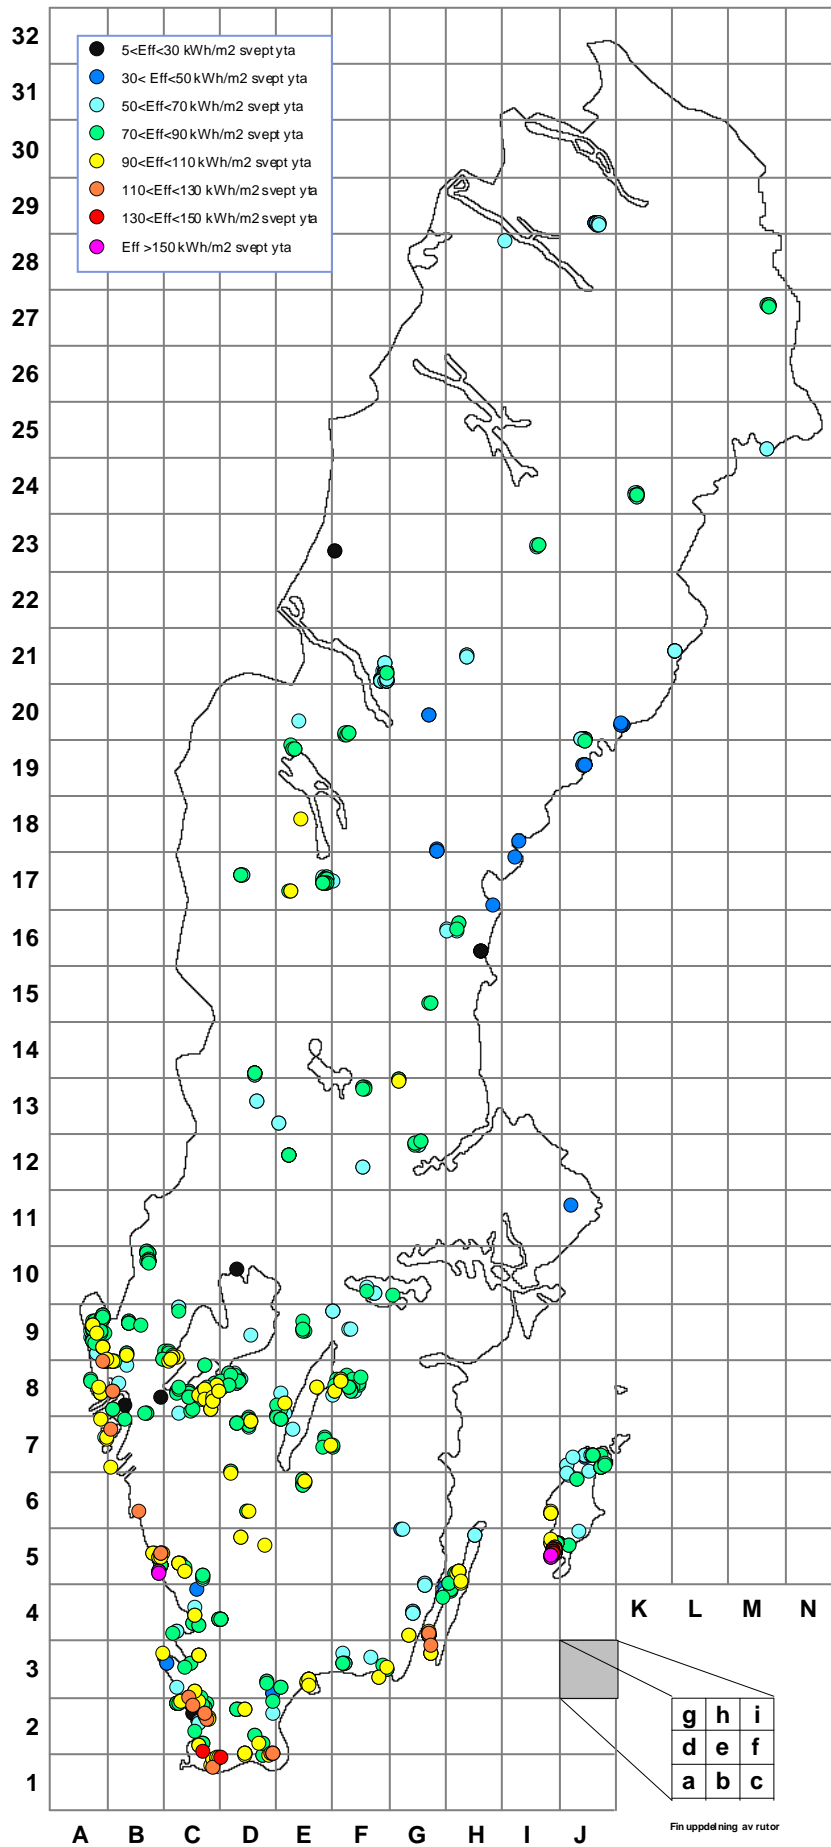 32
31
30
29
28
27
26
25
24
23
22
21
20
19
18
17
16
15
14
13
12
11
10
9
8
7
6
5
4
3
2
1
5<Eff<30 kWh/m2 svept yta
30< Eff<50 kWh/m2 svept yta
50<Eff<70 kWh/m2 svept yta
70<Eff<90 kWh/m2 svept yta
90<Eff<110 kWh/m2 svept yta
110<Eff<130 kWh/m2 svept yta
130<Eff<150 kWh/m2 svept yta
Eff >150 kWh/m2 svept yta
K L M N
g h i
d e f
a b c
Fin uppdelning av rutor
A B C D E F G H I J